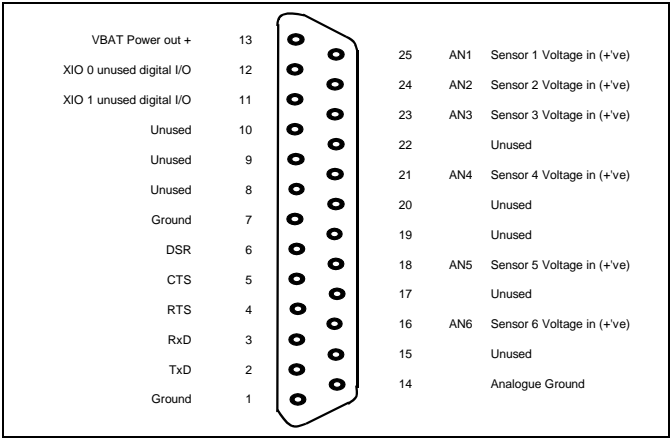 VBAT Power out + 13
XIO 0 unused digital I/O 12
XIO 1 unused digital I/O 11
Unused 10
Unused 9
Unused 8
Ground 7
DSR 6
CTS 5
RTS 4
RxD 3
TxD 2
Ground 1
25 AN1 Sensor 1 Voltage in (+'ve)
24 AN2 Sensor 2 Voltage in (+'ve)
23 AN3 Sensor 3 Voltage in (+'ve)
22 Unused
21 AN4 Sensor 4 Voltage in (+'ve)
20 Unused
19 Unused
18 AN5 Sensor 5 Voltage in (+'ve)
17 Unused
16 AN6 Sensor 6 Voltage in (+'ve)
15 Unused
14 Analogue Ground